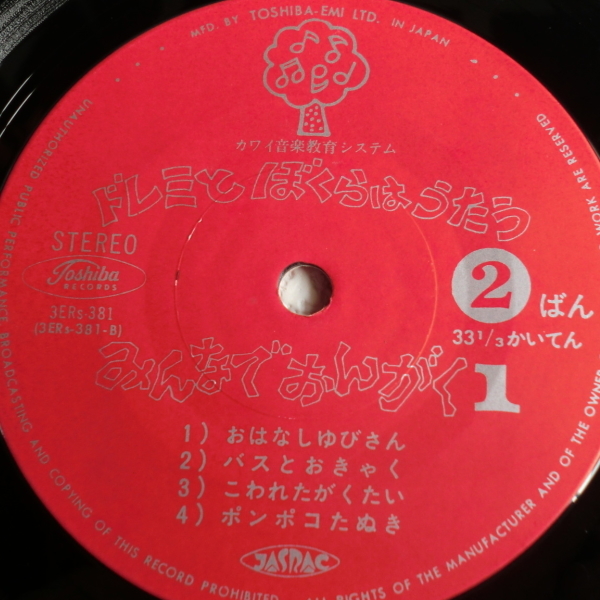 MFD. BY TOSHIBA-EMI LTD. IN JAPAN
カワイ音楽教育システム
ドレミと ぼくらは うたう
STEREO
Toshiba
RECORDS
3ERs-381
(3ERs-381-B)
2 ばん
33 1/3 かいてん
みんなで おんがく 1
1) おはなしゆびさん
2) バスとおきゃく
3) こわれたがくたい
4) ポンポコたぬき
JASRAC
UNAUTHORIZED PUBLIC PERFORMANCE BROADCASTING AND COPYING OF THIS RECORD PROHIBITED ALL RIGHTS OF THE MANUFACTURER AND OF THE OWNER WORK ARE RESERVED